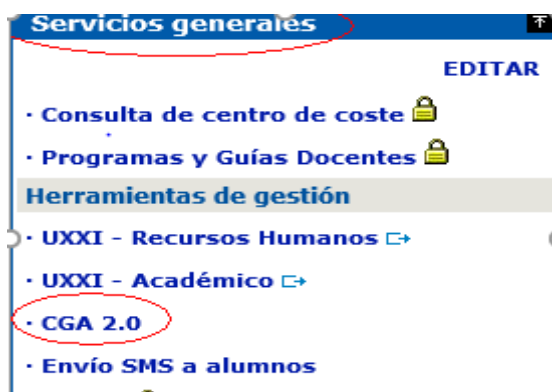 Servicios generales
EDITAR
· Consulta de centro de coste
· Programas y Guías Docentes
Herramientas de gestión
· UXXI - Recursos Humanos
· UXXI - Académico
· CGA 2.0
· Envío SMS a alumnos